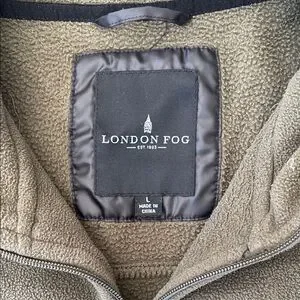 LONDON FOG
EST. 1923
L
MADE IN
CHINA